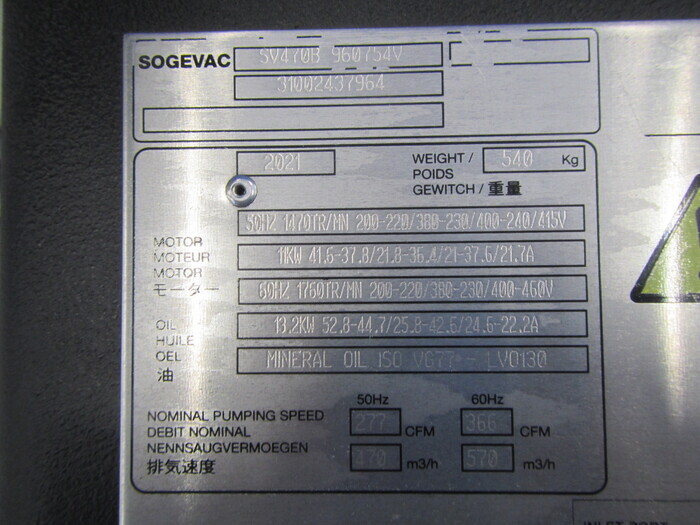 SOGEVAC SV470B 960754V
31002437964
2021
WEIGHT / 540 Kg
POIDS
GEWITCH / 重量
50HZ 1470TR/MN 200-220/380-230/400-240/415V
MOTOR
MOTEUR 11KW 41.6-37.8/21.8-36.4/21-37.6/21.7A
MOTOR
モーター 60HZ 1760TR/MN 200-220/380-230/400-460V
OIL 13.2KW 52.8-44.7/25.8-42.6/24.6-22.2A
HUILE
OEL MINERAL OIL ISO VG77 - LVO130
油
50Hz 60Hz
NOMINAL PUMPING SPEED 277 CFM 366 CFM
DEBIT NOMINAL
NENNSAUGVERMOEGEN 470 m3/h 570 m3/h
排気速度